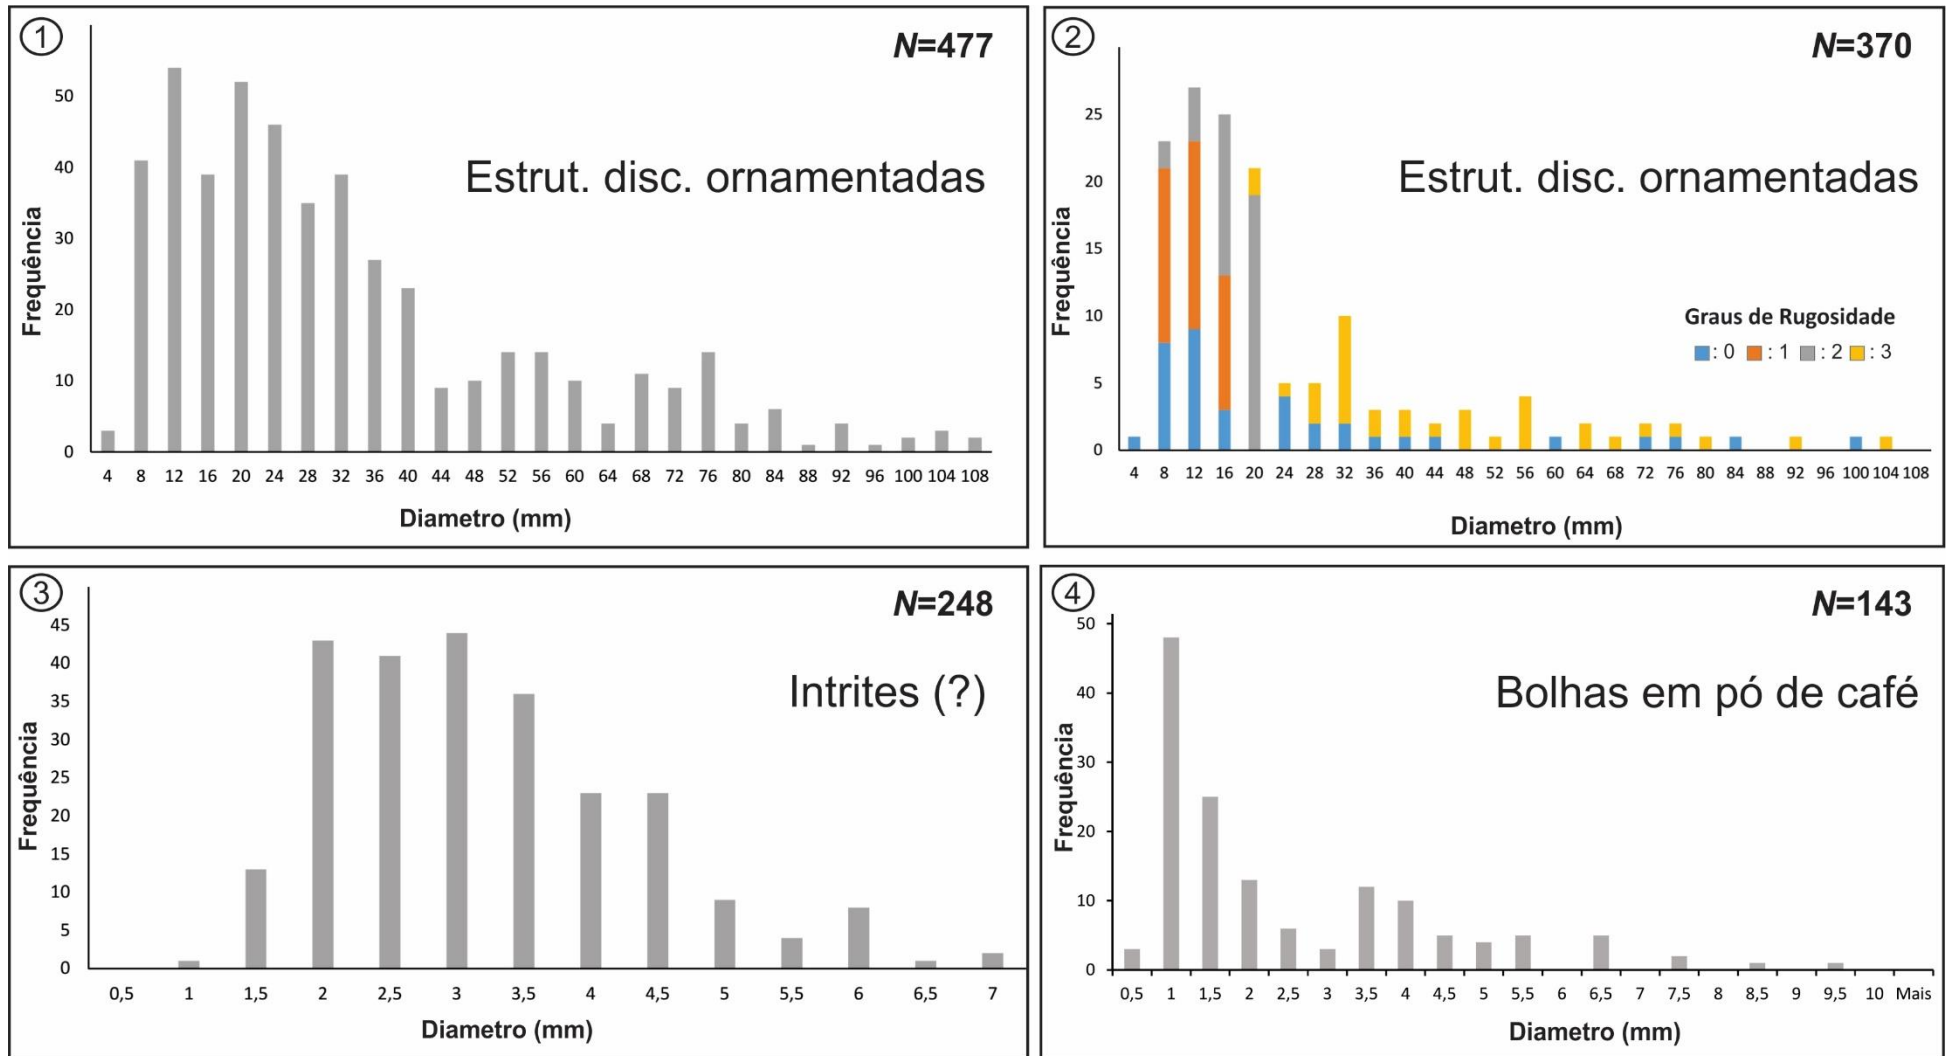 1
N=477
Estrut. disc. ornamentadas
Frequência
50
40
30
20
10
0
4 8 12 16 20 24 28 32 36 40 44 48 52 56 60 64 68 72 76 80 84 88 92 96 100 104 108
Diametro (mm)
2
N=370
Estrut. disc. ornamentadas
Frequência
25
20
15
10
5
0
Graus de Rugosidade
: 0 : 1 : 2 : 3
4 8 12 16 20 24 28 32 36 40 44 48 52 56 60 64 68 72 76 80 84 88 92 96 100 104 108
Diametro (mm)
3
N=248
Intrites (?)
Frequência
45
40
35
30
25
20
15
10
5
0
0,5 1 1,5 2 2,5 3 3,5 4 4,5 5 5,5 6 6,5 7
Diametro (mm)
4
N=143
Bolhas em pó de café
Frequência
50
40
30
20
10
0
0,5 1 1,5 2 2,5 3 3,5 4 4,5 5 5,5 6 6,5 7 7,5 8 8,5 9 9,5 10 Mais
Diametro (mm)